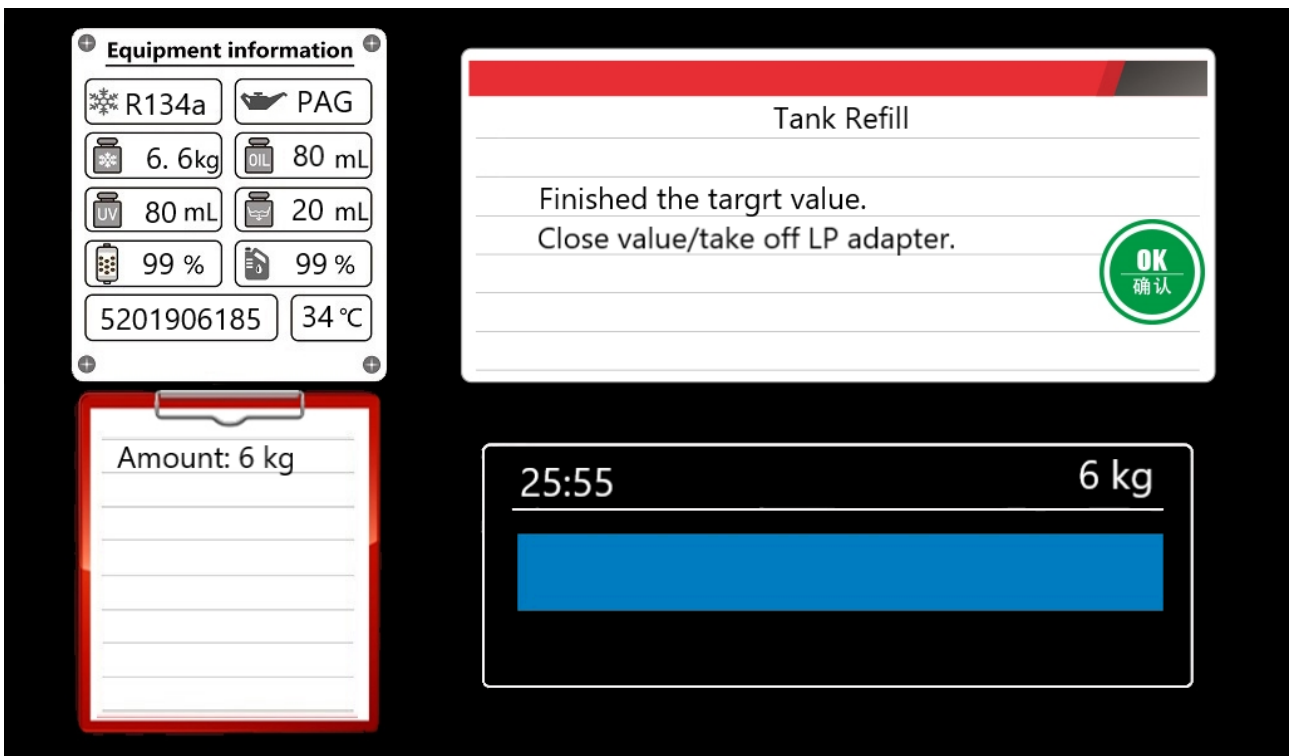 Equipment information
R134a
PAG
6. 6kg
OIL
80 mL
UV
80 mL
20 mL
99 %
99 %
5201906185
34 ℃
Tank Refill
Finished the targrt value.
Close value/take off LP adapter.
OK
确认
Amount: 6 kg
25:55
6 kg